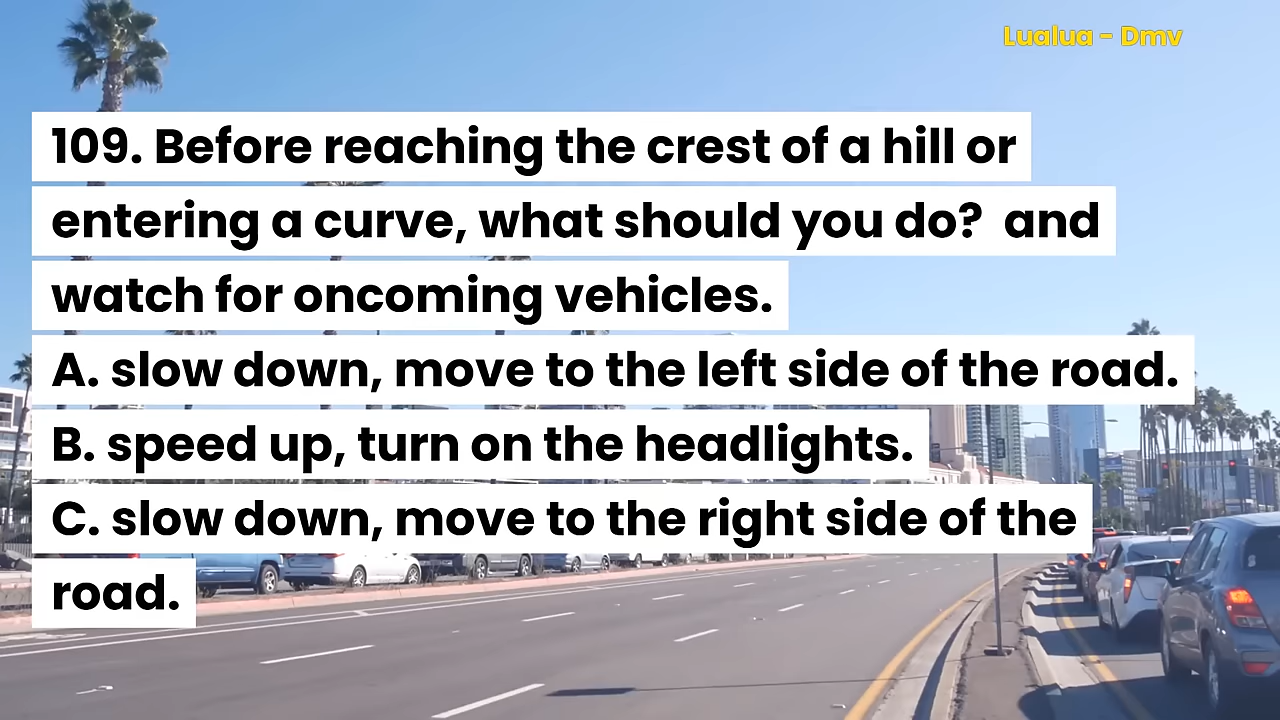 Lualua - Dmv
109. Before reaching the crest of a hill or
entering a curve, what should you do?  and
watch for oncoming vehicles.
A. slow down, move to the left side of the road.
B. speed up, turn on the headlights.
C. slow down, move to the right side of the
road.